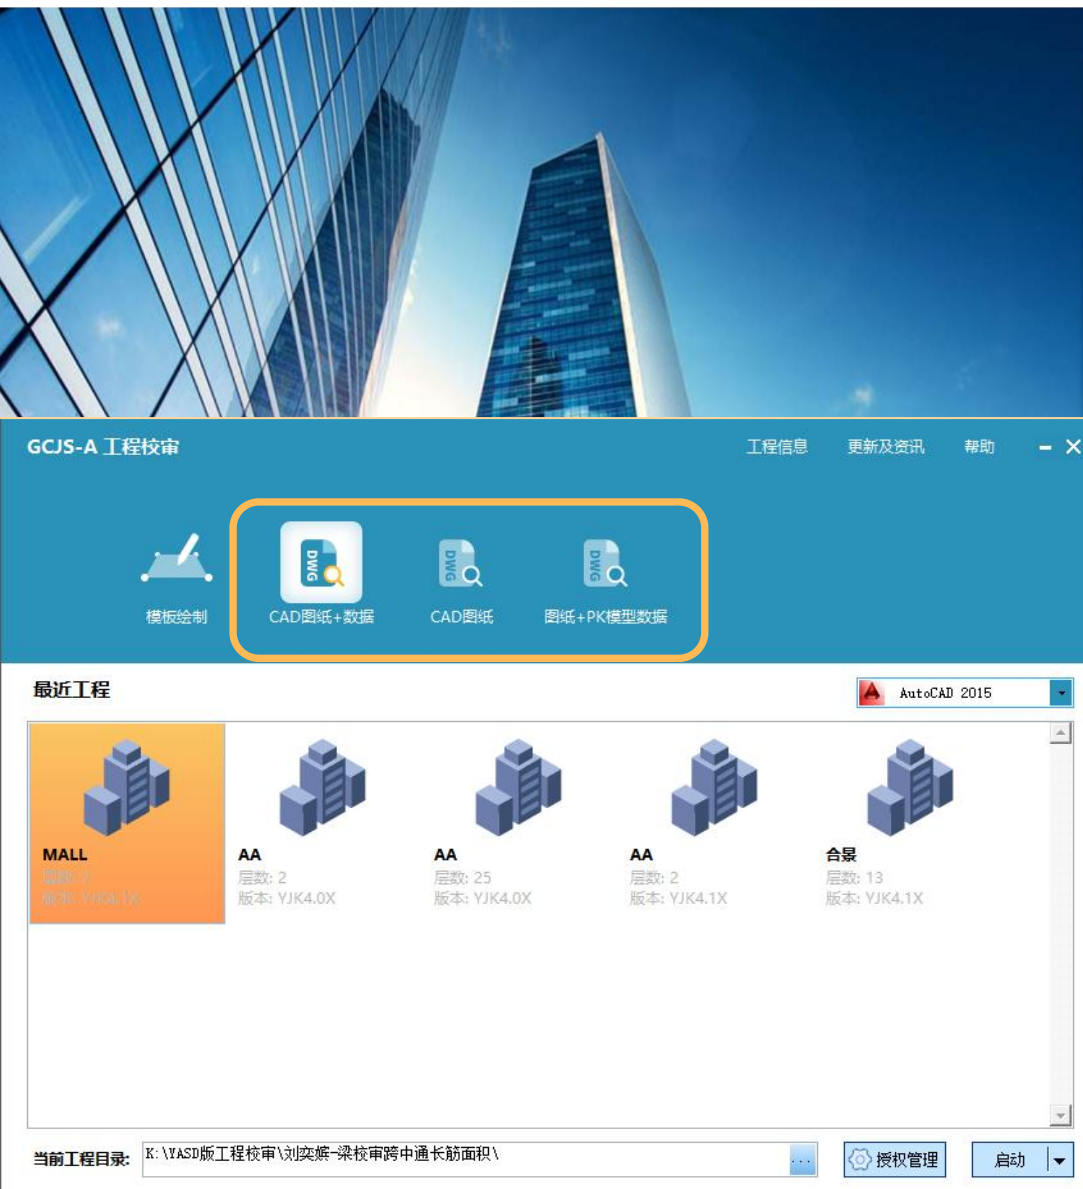 GCJS-A 工程校审
工程信息 更新及资讯 帮助
DWG DWG DWG
模板绘制 CAD图纸+数据 CAD图纸 图纸+PK模型数据
最近工程
AutoCAD 2015
MALL AA AA AA 合景
层数: 2 层数: 25 层数: 2 层数: 13
版本: YJK4.1X 版本: YJK4.0X 版本: YJK4.0X 版本: YJK4.1X 版本: YJK4.1X
当前工程目录: K:\YASD版工程校审\刘奕嫔-梁校审跨中通长筋面积\ ... 授权管理 启动